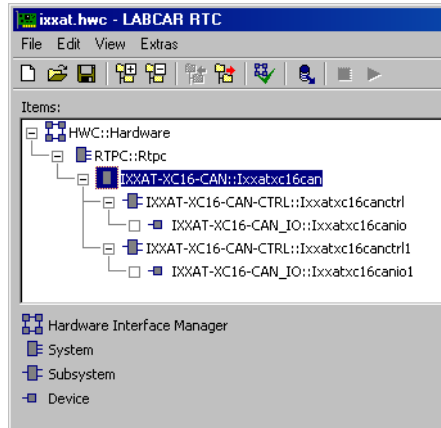 ixxat.hwc - LABCAR RTC
File Edit View Extras
Items:
HWC::Hardware
RTPC::Rtpc
IXXAT-XC16-CAN::Ixxatxc16can
IXXAT-XC16-CAN-CTRL::Ixxatxc16canctrl
IXXAT-XC16-CAN_IO::Ixxatxc16canio
IXXAT-XC16-CAN-CTRL::Ixxatxc16canctrl1
IXXAT-XC16-CAN_IO::Ixxatxc16canio1
Hardware Interface Manager
System
Subsystem
Device